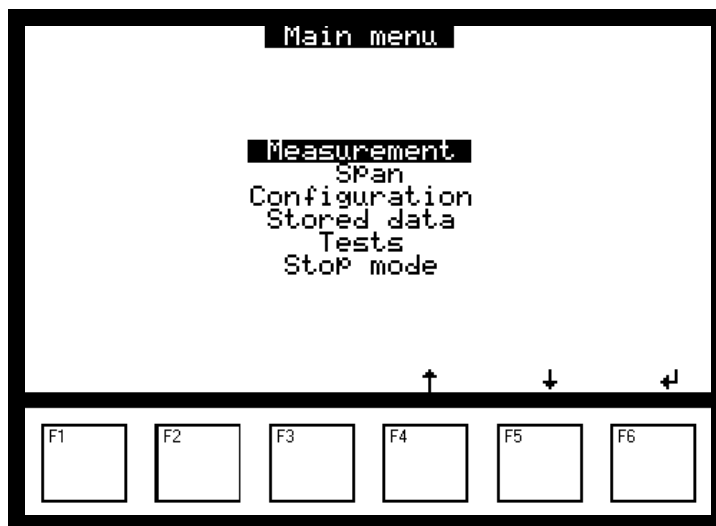 Main menu
Measurement
Span
Configuration
Stored data
Tests
Stop mode
↑ ↓ ↵
F1 F2 F3 F4 F5 F6